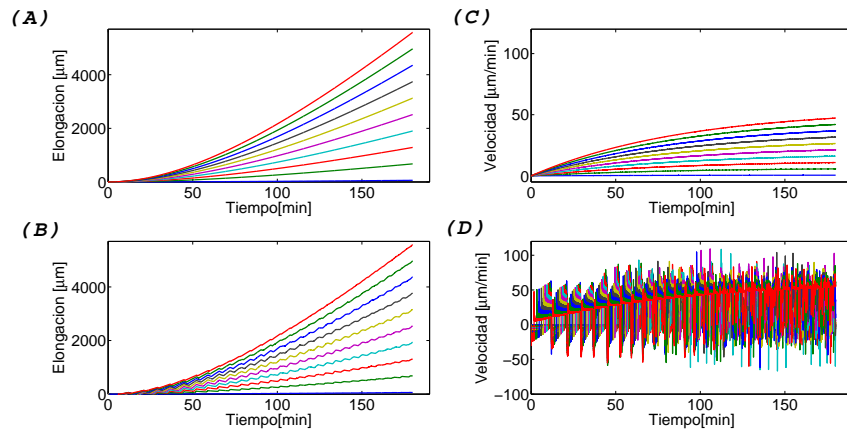 (A)
Elongacion [μm]
4000
2000
0
0 50 100 150
Tiempo[min]
(B)
Elongacion [μm]
4000
2000
0
0 50 100 150
Tiempo[min]
(C)
Velocidad [μm/min]
100
50
0
0 50 100 150
Tiempo[min]
(D)
Velocidad [μm/min]
100
50
0
−50
−100
0 50 100 150
Tiempo[min]